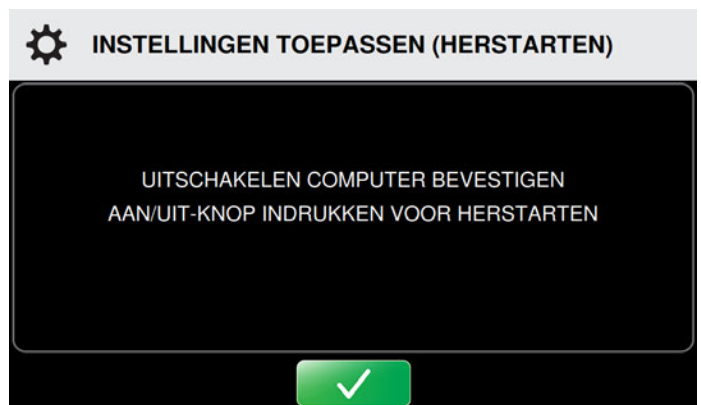 INSTELLINGEN TOEPASSEN (HERSTARTEN)
UITSCHAKELEN COMPUTER BEVESTIGEN
AAN/UIT-KNOP INDRUKKEN VOOR HERSTARTEN